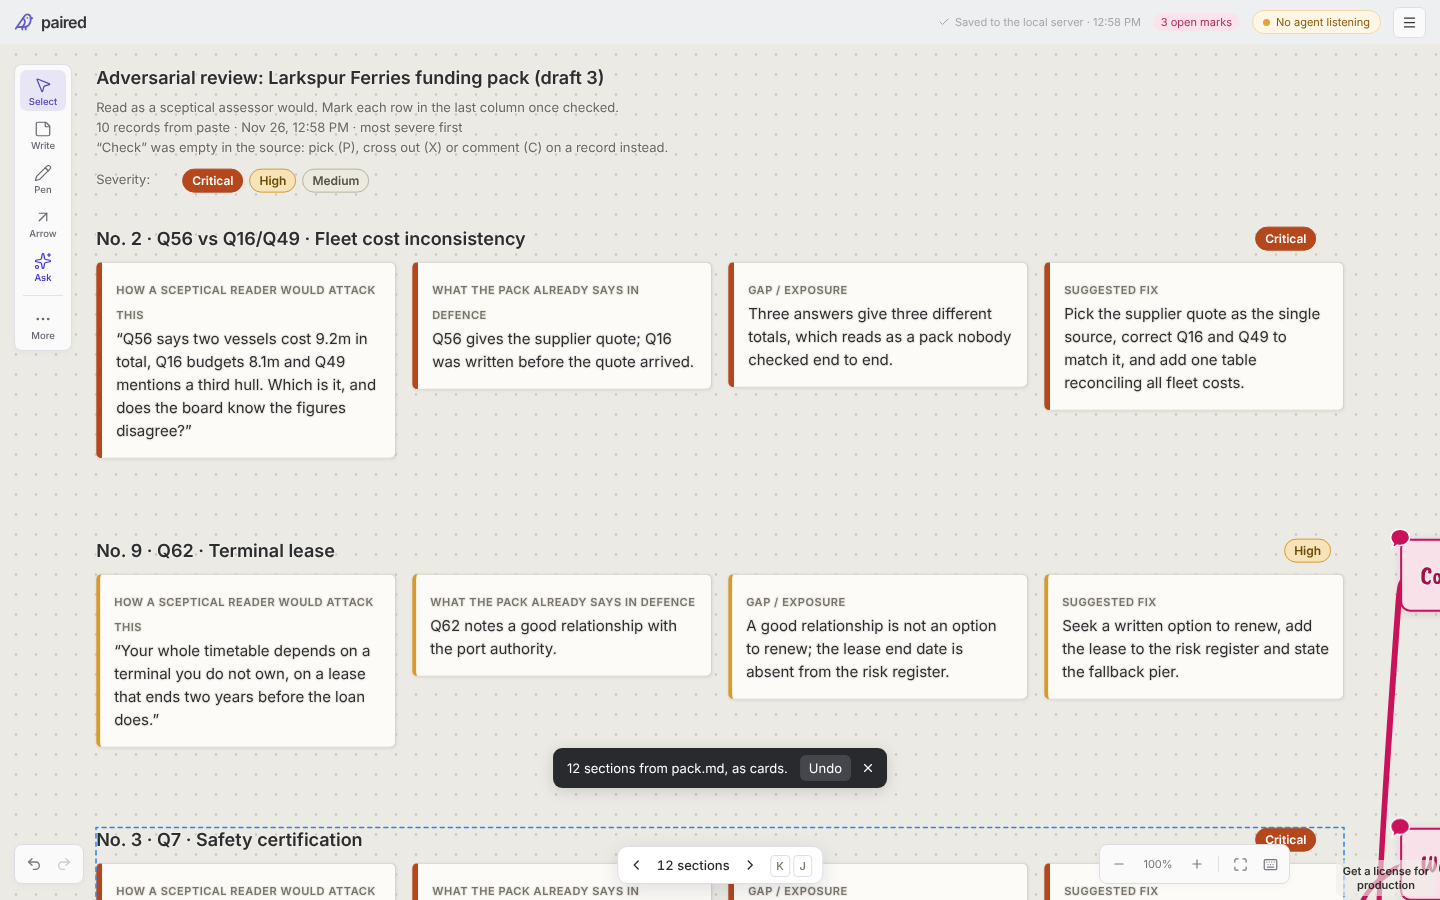 paired
Saved to the local server · 12:58 PM
3 open marks
No agent listening
Select
Write
Pen
Arrow
Ask
More
Adversarial review: Larkspur Ferries funding pack (draft 3)
Read as a sceptical assessor would. Mark each row in the last column once checked.
10 records from paste · Nov 26, 12:58 PM · most severe first
“Check” was empty in the source: pick (P), cross out (X) or comment (C) on a record instead.
Severity:
Critical
High
Medium
No. 2 · Q56 vs Q16/Q49 · Fleet cost inconsistency
Critical
HOW A SCEPTICAL READER WOULD ATTACK
THIS
“Q56 says two vessels cost 9.2m in
total, Q16 budgets 8.1m and Q49
mentions a third hull. Which is it, and
does the board know the figures
disagree?”
WHAT THE PACK ALREADY SAYS IN
DEFENCE
Q56 gives the supplier quote; Q16
was written before the quote arrived.
GAP / EXPOSURE
Three answers give three different
totals, which reads as a pack nobody
checked end to end.
SUGGESTED FIX
Pick the supplier quote as the single
source, correct Q16 and Q49 to
match it, and add one table
reconciling all fleet costs.
No. 9 · Q62 · Terminal lease
High
HOW A SCEPTICAL READER WOULD ATTACK
THIS
“Your whole timetable depends on a
terminal you do not own, on a lease
that ends two years before the loan
does.”
WHAT THE PACK ALREADY SAYS IN DEFENCE
Q62 notes a good relationship with
the port authority.
GAP / EXPOSURE
A good relationship is not an option
to renew; the lease end date is
absent from the risk register.
SUGGESTED FIX
Seek a written option to renew, add
the lease to the risk register and state
the fallback pier.
12 sections from pack.md, as cards.
Undo
No. 3 · Q7 · Safety certification
Critical
HOW A SCEPTICAL READER WOULD ATTACK
WHAT THE PACK ALREADY SAYS IN
GAP / EXPOSURE
SUGGESTED FIX
12 sections
K
J
100%
Get a license for
production